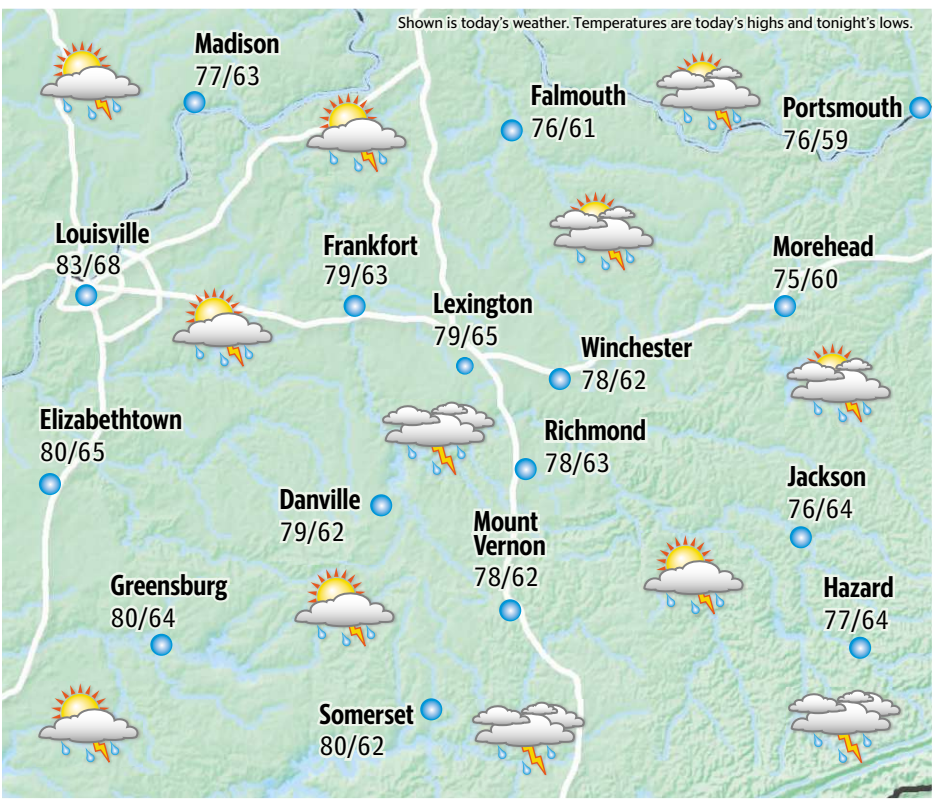 Shown is today's weather. Temperatures are today's highs and tonight's lows.
Madison
77/63
Falmouth
76/61
Portsmouth
76/59
Louisville
83/68
Frankfort
79/63
Morehead
75/60
Lexington
79/65
Winchester
78/62
Elizabethtown
80/65
Richmond
78/63
Jackson
76/64
Danville
79/62
Mount
Vernon
78/62
Greensburg
80/64
Hazard
77/64
Somerset
80/62